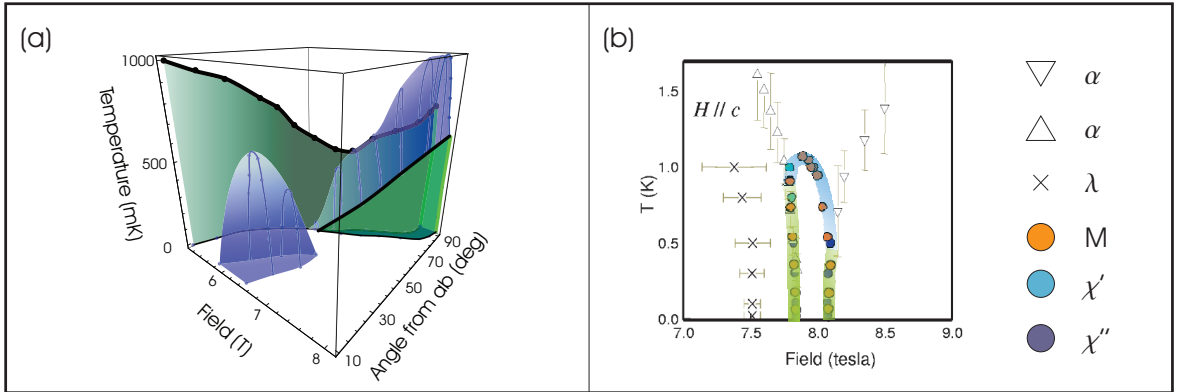 (a)
1000
500
0
Temperature (mK)
6
7
8
Field (T)
10
30
50
70
90
Angle from ab (deg)
(b)
H // c
1.5
1.0
0.5
0.0
T (K)
7.0 7.5 8.0 8.5 9.0
Field (tesla)
α
α
λ
M
χ′
χ″